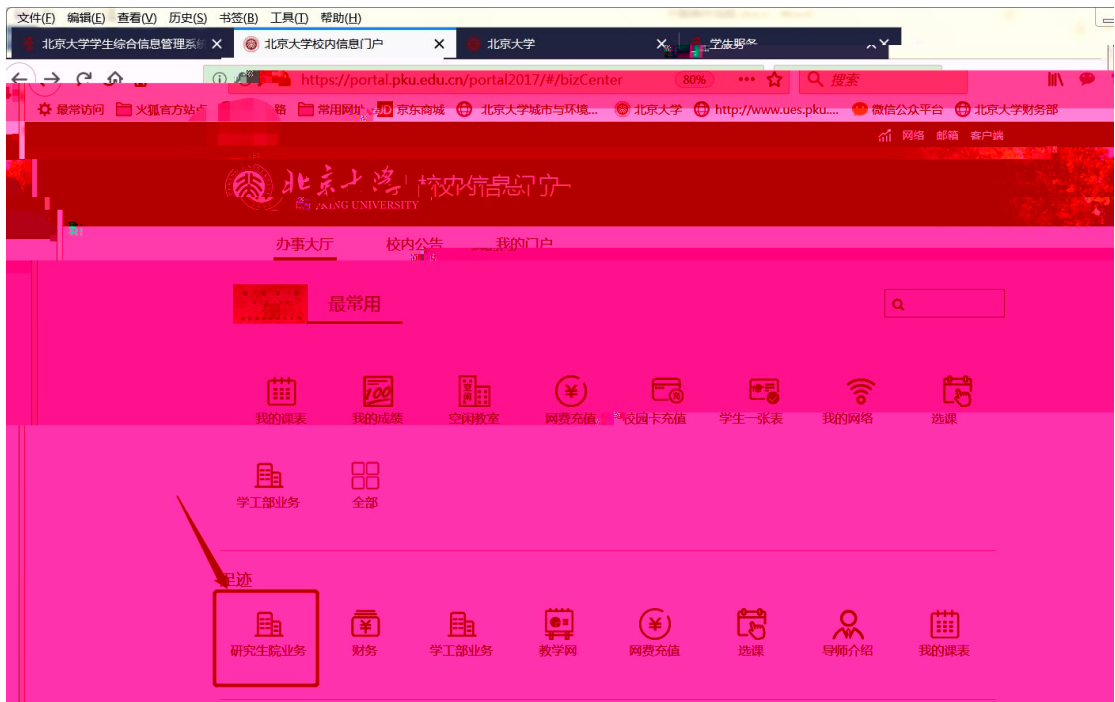 文件(F) 编辑(E) 查看(V) 历史(S) 书签(B) 工具(T) 帮助(H)
北京大学学生综合信息管理系统 北京大学校内信息门户 北京大学
https://portal.pku.edu.cn/portal2017/#/bizCenter 80% 搜索
最常访问 火狐官方站点 常用网址 JD 京东商城 北京大学城市与环境... 北京大学 http://www.ues.pku.... 微信公众平台 北京大学财务部
网络 邮箱 客户端
北京大学 校内信息门户
UNIVERSITY
办事大厅 校内公告 我的门户
最常用
我的课表 我的成绩 空闲教室 网费充值 校园卡充值 学生一张表 我的网络 选课
学工部业务 全部
足迹
研究生院业务 财务 学工部业务 教学网 网费充值 选课 导师介绍 我的课表